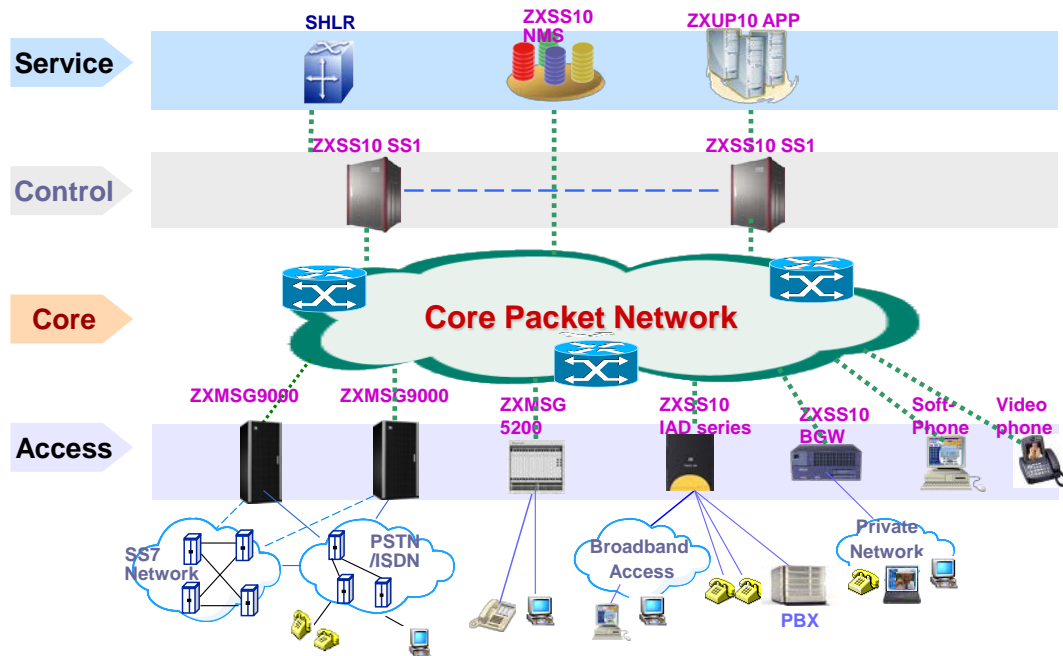 SHLR
ZXSS10
NMS
ZXUP10 APP
Service
ZXSS10 SS1
ZXSS10 SS1
Control
Core
Core Packet Network
ZXMSG9000
ZXMSG9000
ZXMSG
5200
ZXSS10
IAD series
ZXSS10
BGW
Soft-
Phone
Video
phone
Access
SS7
Network
PSTN
/ISDN
Broadband
Access
PBX
Private
Network